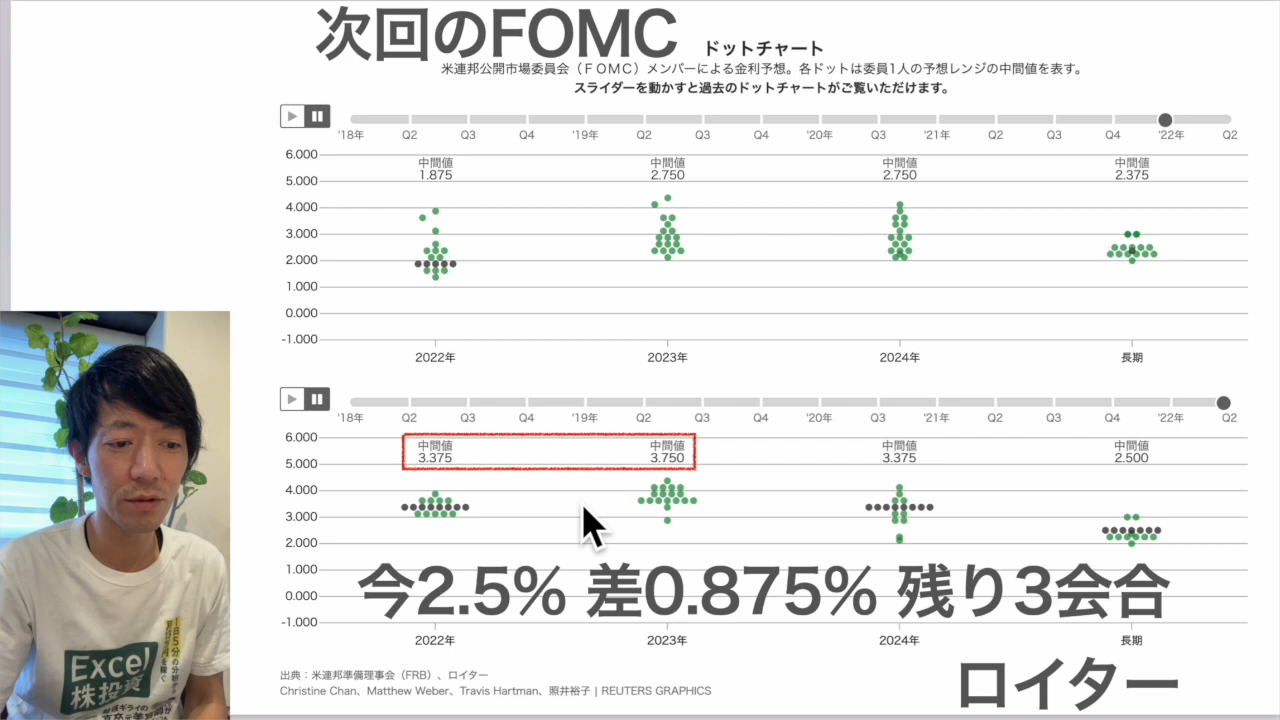 次回のFOMC ドットチャート
米連邦公開市場委員会（ＦＯＭＣ）メンバーによる金利予想。各ドットは委員1人の予想レンジの中間値を表す。
スライダーを動かすと過去のドットチャートがご覧いただけます。
'18年 Q2 Q3 Q4 '19年 Q2 Q3 Q4 '20年 Q3 '21年 Q2 Q3 Q4 '22年 Q2
6.000
中間値 中間値 中間値 中間値
1.875 2.750 2.750 2.375
5.000
4.000
3.000
2.000
1.000
0.000
-1.000
2022年 2023年 2024年 長期
'18年 Q2 Q3 Q4 '19年 Q2 Q3 Q4 '20年 Q3 '21年 Q2 Q3 Q4 '22年 Q2
6.000
中間値 中間値 中間値 中間値
3.375 3.750 3.375 2.500
5.000
4.000
3.000
2.000
1.000
今2.5% 差0.875% 残り3会合
0.000
-1.000
2022年 2023年 2024年 長期
出典：米連邦準備理事会（FRB）、ロイター
Christine Chan、Matthew Weber、Travis Hartman、照井裕子 | REUTERS GRAPHICS
ロイター
1日5分の分析から
Excel
株投資